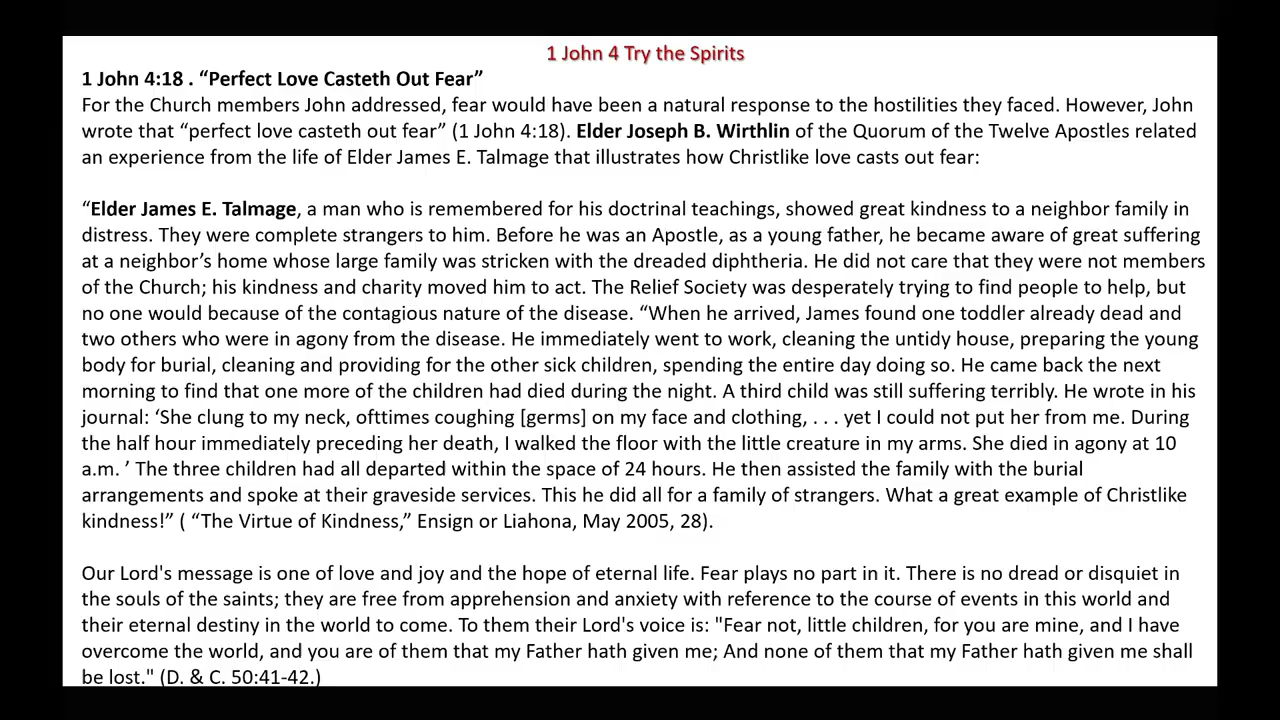 1 John 4 Try the Spirits
1 John 4:18 . “Perfect Love Casteth Out Fear”
For the Church members John addressed, fear would have been a natural response to the hostilities they faced. However, John
wrote that “perfect love casteth out fear” (1 John 4:18). Elder Joseph B. Wirthlin of the Quorum of the Twelve Apostles related
an experience from the life of Elder James E. Talmage that illustrates how Christlike love casts out fear:
“Elder James E. Talmage, a man who is remembered for his doctrinal teachings, showed great kindness to a neighbor family in
distress. They were complete strangers to him. Before he was an Apostle, as a young father, he became aware of great suffering
at a neighbor’s home whose large family was stricken with the dreaded diphtheria. He did not care that they were not members
of the Church; his kindness and charity moved him to act. The Relief Society was desperately trying to find people to help, but
no one would because of the contagious nature of the disease. “When he arrived, James found one toddler already dead and
two others who were in agony from the disease. He immediately went to work, cleaning the untidy house, preparing the young
body for burial, cleaning and providing for the other sick children, spending the entire day doing so. He came back the next
morning to find that one more of the children had died during the night. A third child was still suffering terribly. He wrote in his
journal: ‘She clung to my neck, ofttimes coughing [germs] on my face and clothing, . . . yet I could not put her from me. During
the half hour immediately preceding her death, I walked the floor with the little creature in my arms. She died in agony at 10
a.m. ’ The three children had all departed within the space of 24 hours. He then assisted the family with the burial
arrangements and spoke at their graveside services. This he did all for a family of strangers. What a great example of Christlike
kindness!” ( “The Virtue of Kindness,” Ensign or Liahona, May 2005, 28).
Our Lord's message is one of love and joy and the hope of eternal life. Fear plays no part in it. There is no dread or disquiet in
the souls of the saints; they are free from apprehension and anxiety with reference to the course of events in this world and
their eternal destiny in the world to come. To them their Lord's voice is: "Fear not, little children, for you are mine, and I have
overcome the world, and you are of them that my Father hath given me; And none of them that my Father hath given me shall
be lost." (D. & C. 50:41-42.)